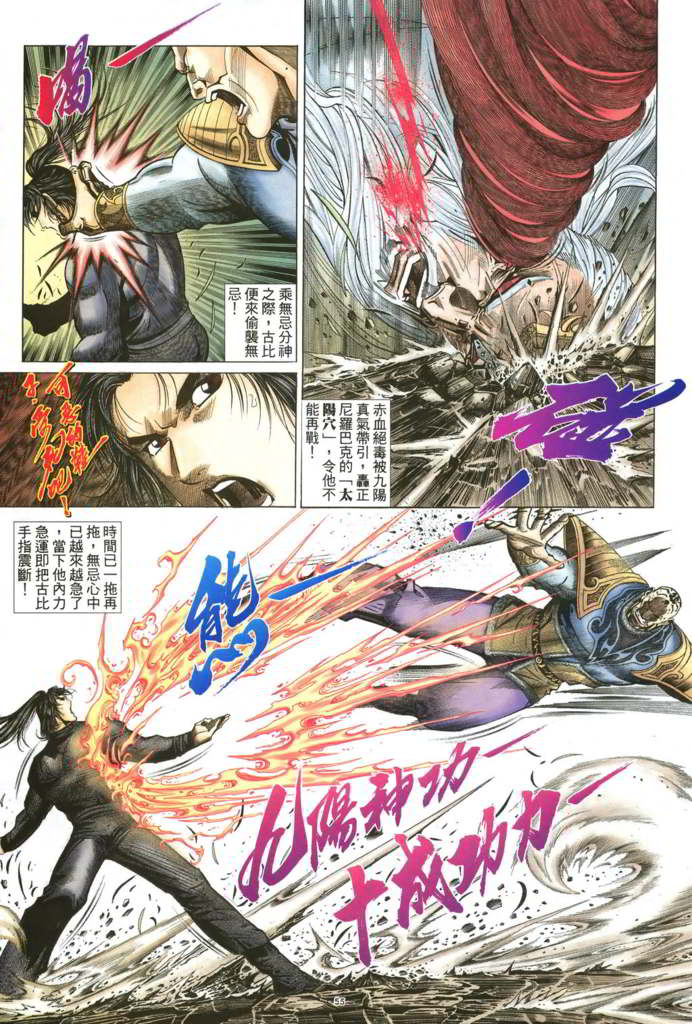 赤血絕毒被九陽
真氣帶引，轟正
尼羅巴克的「太
陽穴」，令他不
能再戰！
喝
乘無忌分神
之際，古比
便來偷襲無
忌！
時間已一拖再
拖，無忌心中
已越來越急了
，當下他內力
急運即把古比
手指震斷！
九陽神功
十成功力
55